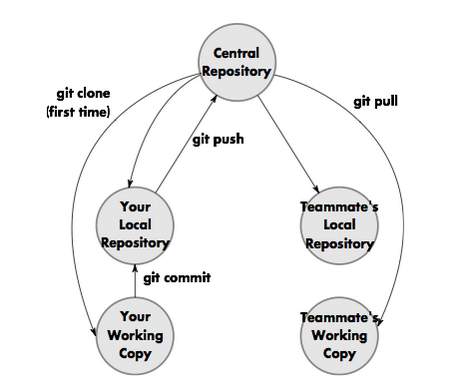 Central
Repository
git clone
(first time)
git pull
git push
Your
Local
Repository
Teammate's
Local
Repository
git commit
Your
Working
Copy
Teammate's
Working
Copy